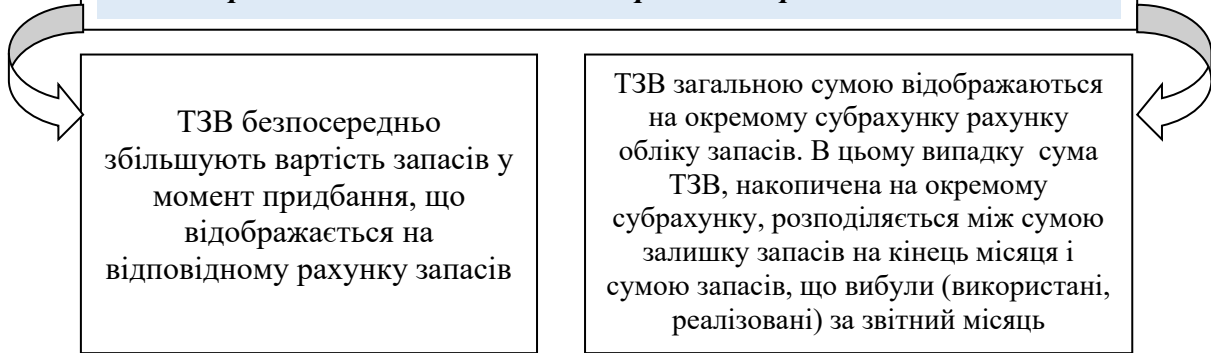 ТЗВ безпосередньо
збільшують вартість запасів у
момент придбання, що
відображається на
відповідному рахунку запасів
ТЗВ загальною сумою відображаються
на окремому субрахунку рахунку
обліку запасів. В цьому випадку сума
ТЗВ, накопичена на окремому
субрахунку, розподіляється між сумою
залишку запасів на кінець місяця і
сумою запасів, що вибули (використані,
реалізовані) за звітний місяць